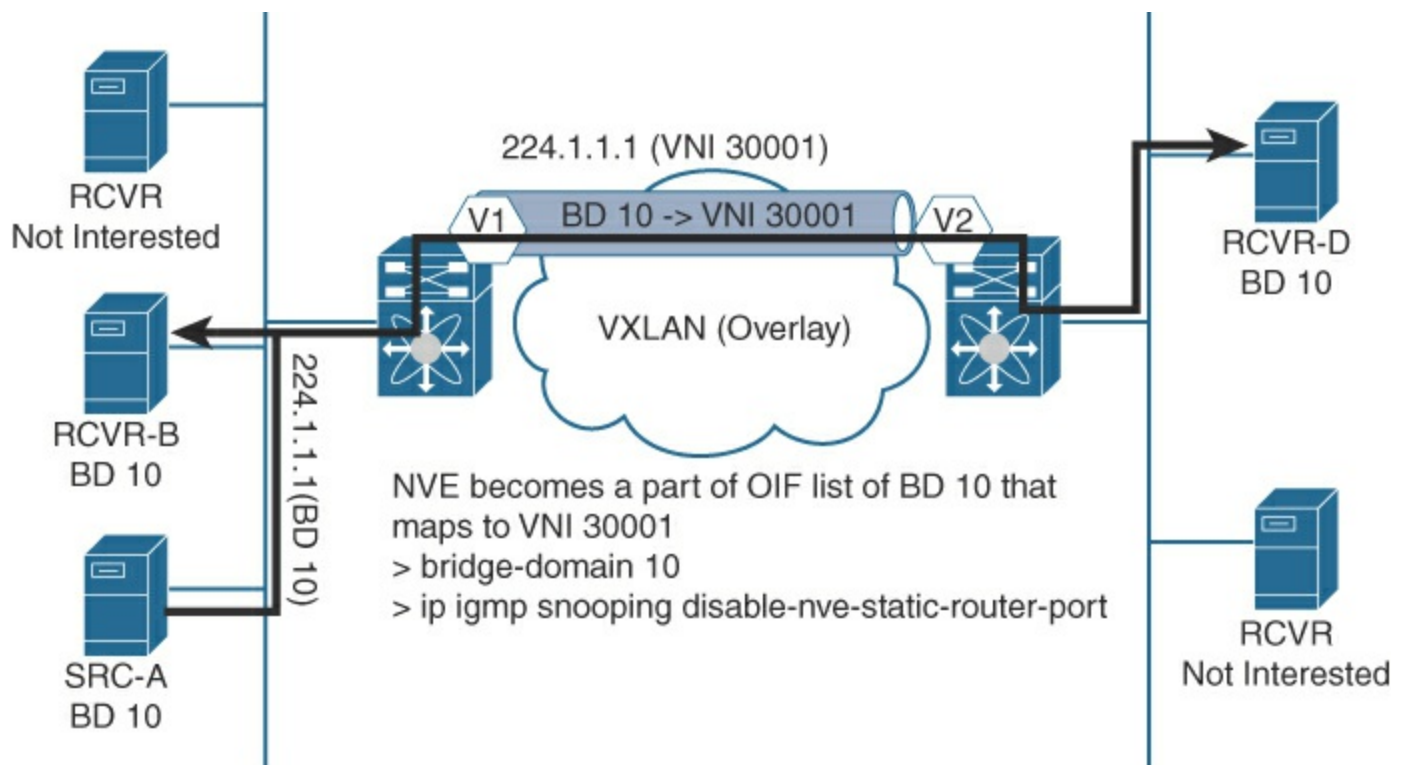 RCVR
Not Interested
RCVR-B
BD 10
SRC-A
BD 10
224.1.1.1(BD 10)
224.1.1.1 (VNI 30001)
V1
BD 10 -> VNI 30001
V2
VXLAN (Overlay)
NVE becomes a part of OIF list of BD 10 that
maps to VNI 30001
> bridge-domain 10
> ip igmp snooping disable-nve-static-router-port
RCVR-D
BD 10
RCVR
Not Interested